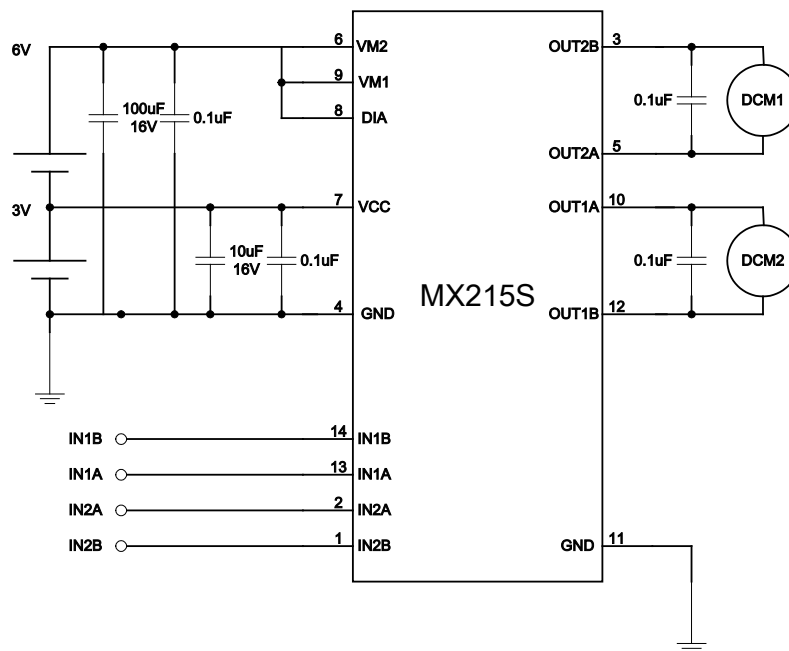 6V
6
VM2
9
VM1
8
DIA
100uF
16V
0.1uF
3V
7
VCC
10uF
16V
0.1uF
4
GND
MX215S
OUT2B
3
0.1uF
DCM1
OUT2A
5
OUT1A
10
0.1uF
DCM2
OUT1B
12
IN1B
14
IN1B
IN1A
13
IN1A
IN2A
2
IN2A
IN2B
1
IN2B
GND
11